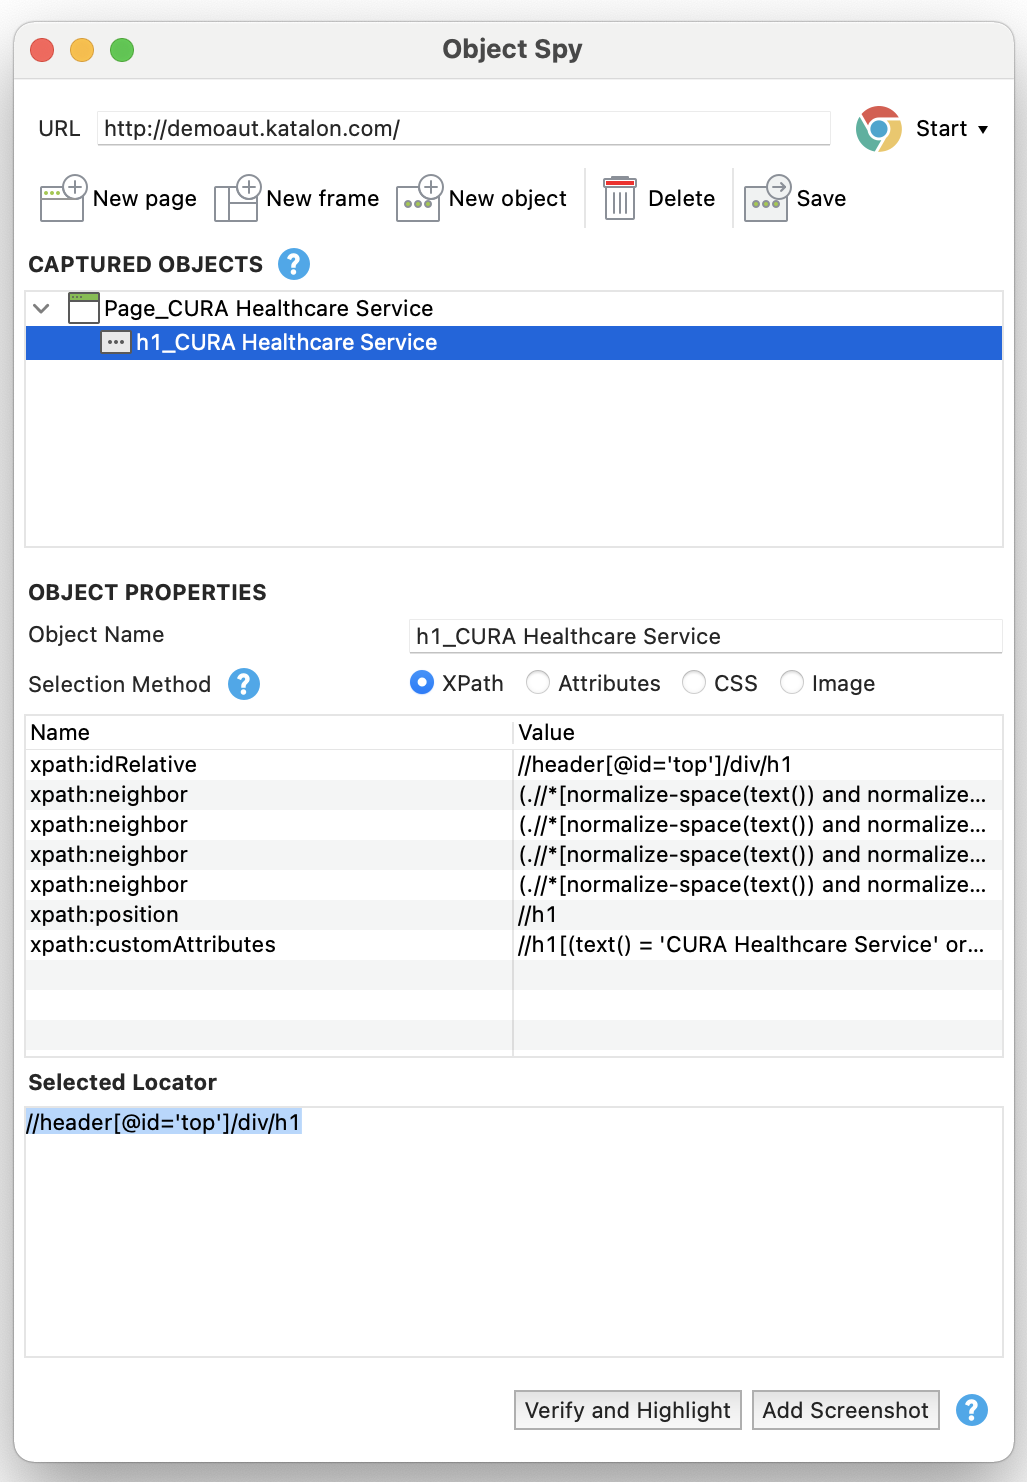 Object Spy
URL http://demoaut.katalon.com/ Start
New page New frame New object Delete Save
CAPTURED OBJECTS ?
Page_CURA Healthcare Service
h1_CURA Healthcare Service
OBJECT PROPERTIES
Object Name h1_CURA Healthcare Service
Selection Method ? XPath Attributes CSS Image
Name Value
xpath:idRelative //header[@id='top']/div/h1
xpath:neighbor (.//*[normalize-space(text()) and normalize...
xpath:neighbor (.//*[normalize-space(text()) and normalize...
xpath:neighbor (.//*[normalize-space(text()) and normalize...
xpath:neighbor (.//*[normalize-space(text()) and normalize...
xpath:position //h1
xpath:customAttributes //h1[(text() = 'CURA Healthcare Service' or...
Selected Locator
//header[@id='top']/div/h1
Verify and Highlight Add Screenshot ?